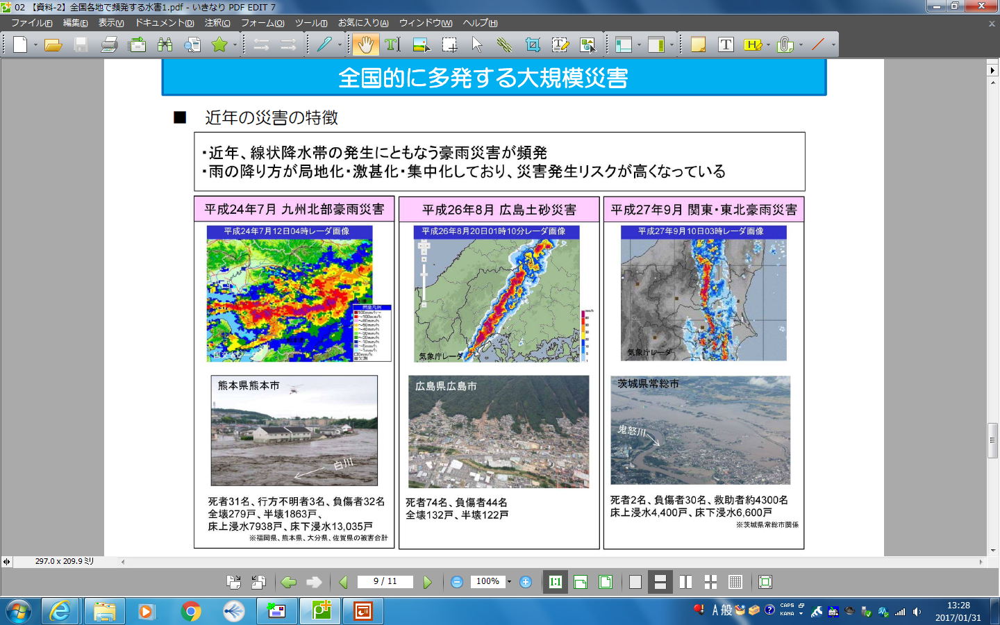 02 【資料-2】全国各地で頻発する水害1.pdf - いきなり PDF EDIT 7
ファイル(F) 編集(E) 表示(V) ドキュメント(D) 注釈(C) フォーム(O) ツール(T) お気に入り(A) ウィンドウ(W) ヘルプ(H)
全国的に多発する大規模災害
■ 近年の災害の特徴
・近年、線状降水帯の発生にともなう豪雨災害が頻発
・雨の降り方が局地化・激甚化・集中化しており、災害発生リスクが高くなっている
平成24年7月 九州北部豪雨災害
平成24年7月12日04時レーダ画像
雨量凡例
100mm/h~
~100mm/h
~80mm/h
~50mm/h
~40mm/h
~30mm/h
~20mm/h
~10mm/h
~5mm/h
~1mm/h
0mm/h
欠測
熊本県熊本市
白川
死者31名、行方不明者3名、負傷者32名
全壊279戸、半壊1863戸、
床上浸水7938戸、床下浸水13,035戸
※福岡県、熊本県、大分県、佐賀県の被害合計
平成26年8月 広島土砂災害
平成26年8月20日01時10分レーダ画像
気象庁レーダ
広島県広島市
死者74名、負傷者44名
全壊132戸、半壊122戸
平成27年9月 関東・東北豪雨災害
平成27年9月10日03時レーダ画像
気象庁レーダ
茨城県常総市
鬼怒川
死者2名、負傷者30名、救助者約4300名
床上浸水4,400戸、床下浸水6,600戸
※茨城県常総市関係
297.0 x 209.9 ミリ
9 / 11
100%
1:1
A 般
CAPS
KANA
13:28
2017/01/31